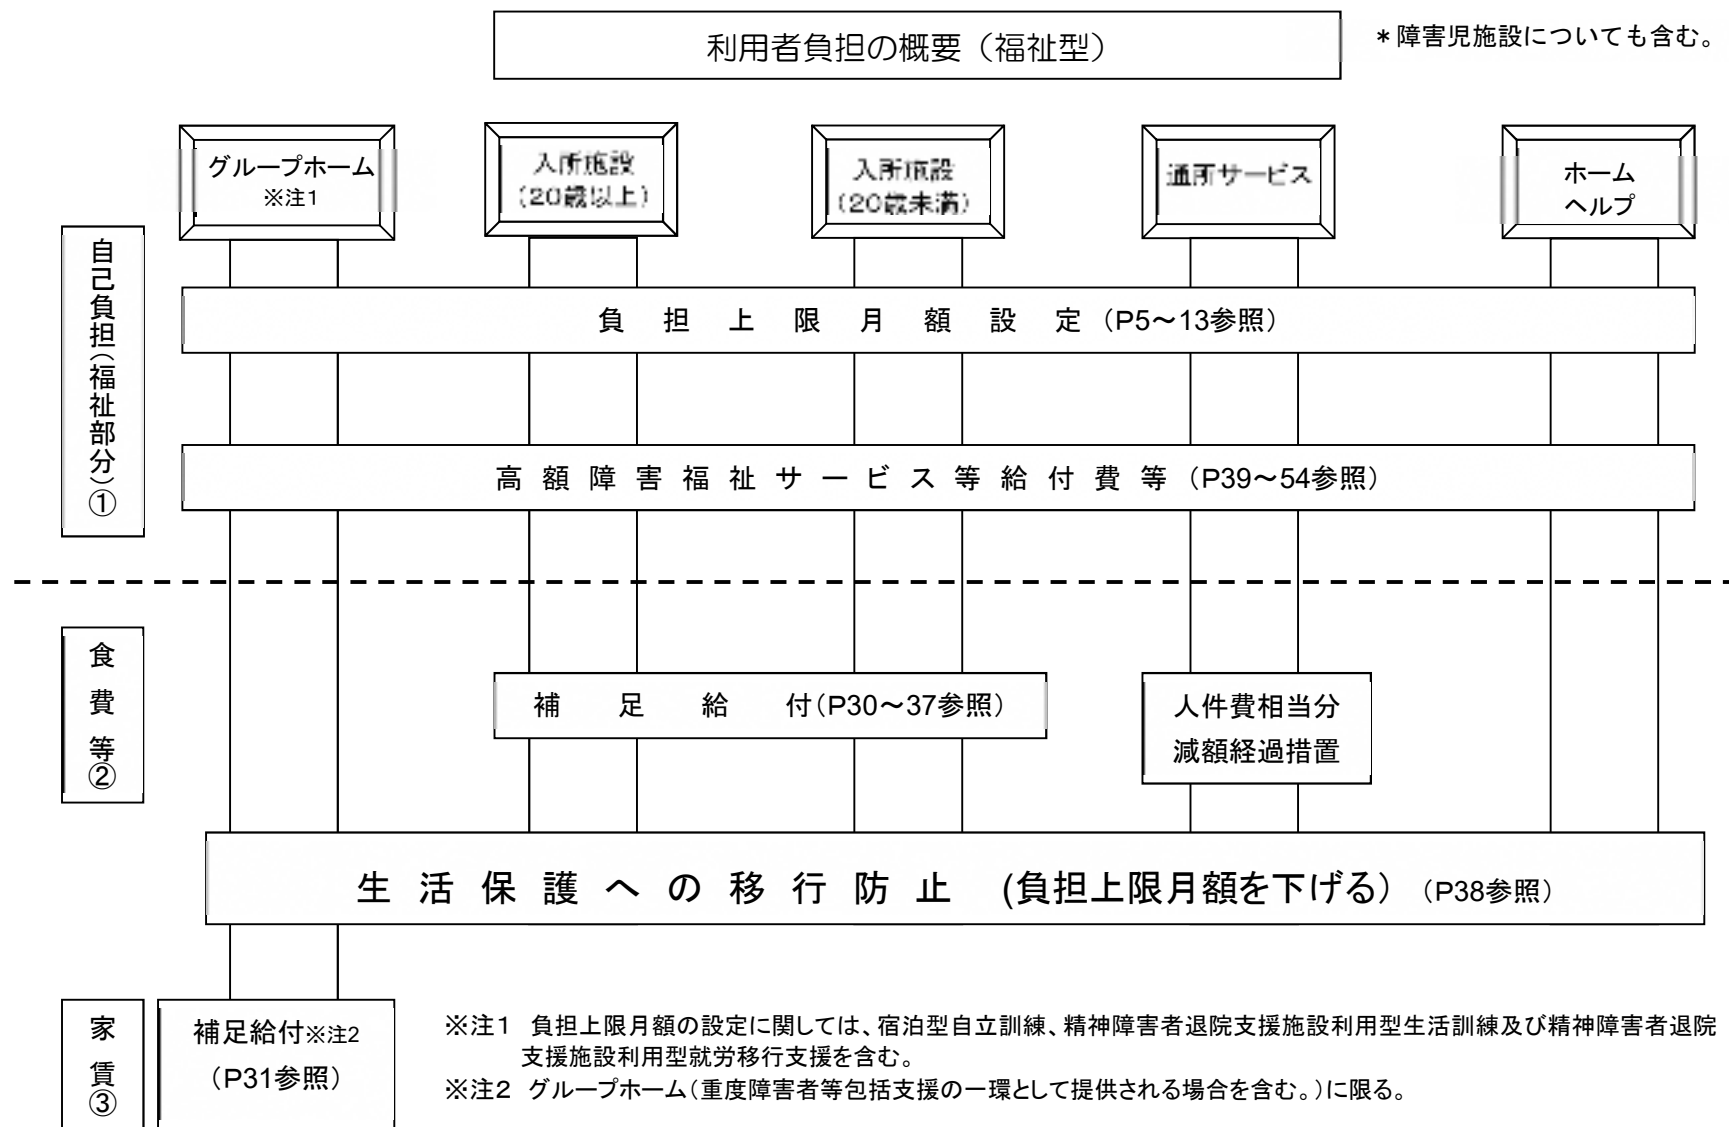 利用者負担の概要（福祉型）
＊障害児施設についても含む。
グループホーム
※注1
入所施設
(20歳以上)
入所施設
(20歳未満)
通所サービス
ホーム
ヘルプ
自己負担（福祉部分）①
負担上限月額設定（P5～13参照）
高額障害福祉サービス等給付費等（P39～54参照）
食費等②
補足給付（P30～37参照）
人件費相当分
減額経過措置
生活保護への移行防止 (負担上限月額を下げる）（P38参照）
家賃③
補足給付※注2
（P31参照）
※注1 負担上限月額の設定に関しては、宿泊型自立訓練、精神障害者退院支援施設利用型生活訓練及び精神障害者退院
支援施設利用型就労移行支援を含む。
※注2 グループホーム（重度障害者等包括支援の一環として提供される場合を含む。）に限る。